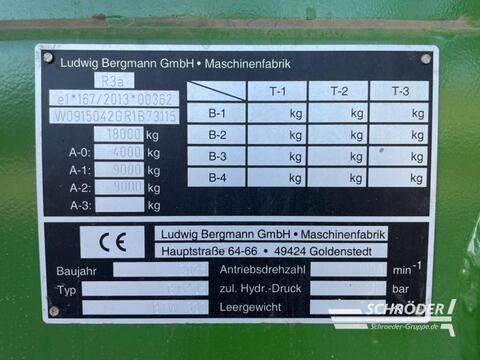 Ludwig Bergmann GmbH • Maschinenfabrik
R3a
e1*167/2013*00362
W0915042GR1B73115
18000 kg
A-0: 4000 kg
A-1: 9000 kg
A-2: 9000 kg
A-3: kg
T-1 T-2 T-3
B-1 kg kg kg
B-2 kg kg kg
B-3 kg kg kg
B-4 kg kg kg
CE
Ludwig Bergmann GmbH • Maschinenfabrik
Hauptstraße 64-66 • 49424 Goldenstedt
Baujahr Antriebsdrehzahl min-1
Typ zul. Hydr.-Druck bar
Leergewicht
SCHRÖDER
Schroeder-Gruppe.de